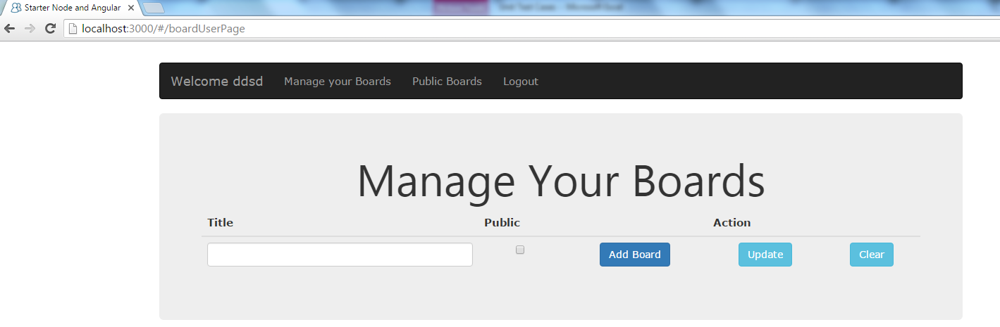 Starter Node and Angular
localhost:3000/#/boardUserPage
Welcome ddsd Manage your Boards Public Boards Logout
Manage Your Boards
Title Public Action
Add Board Update Clear